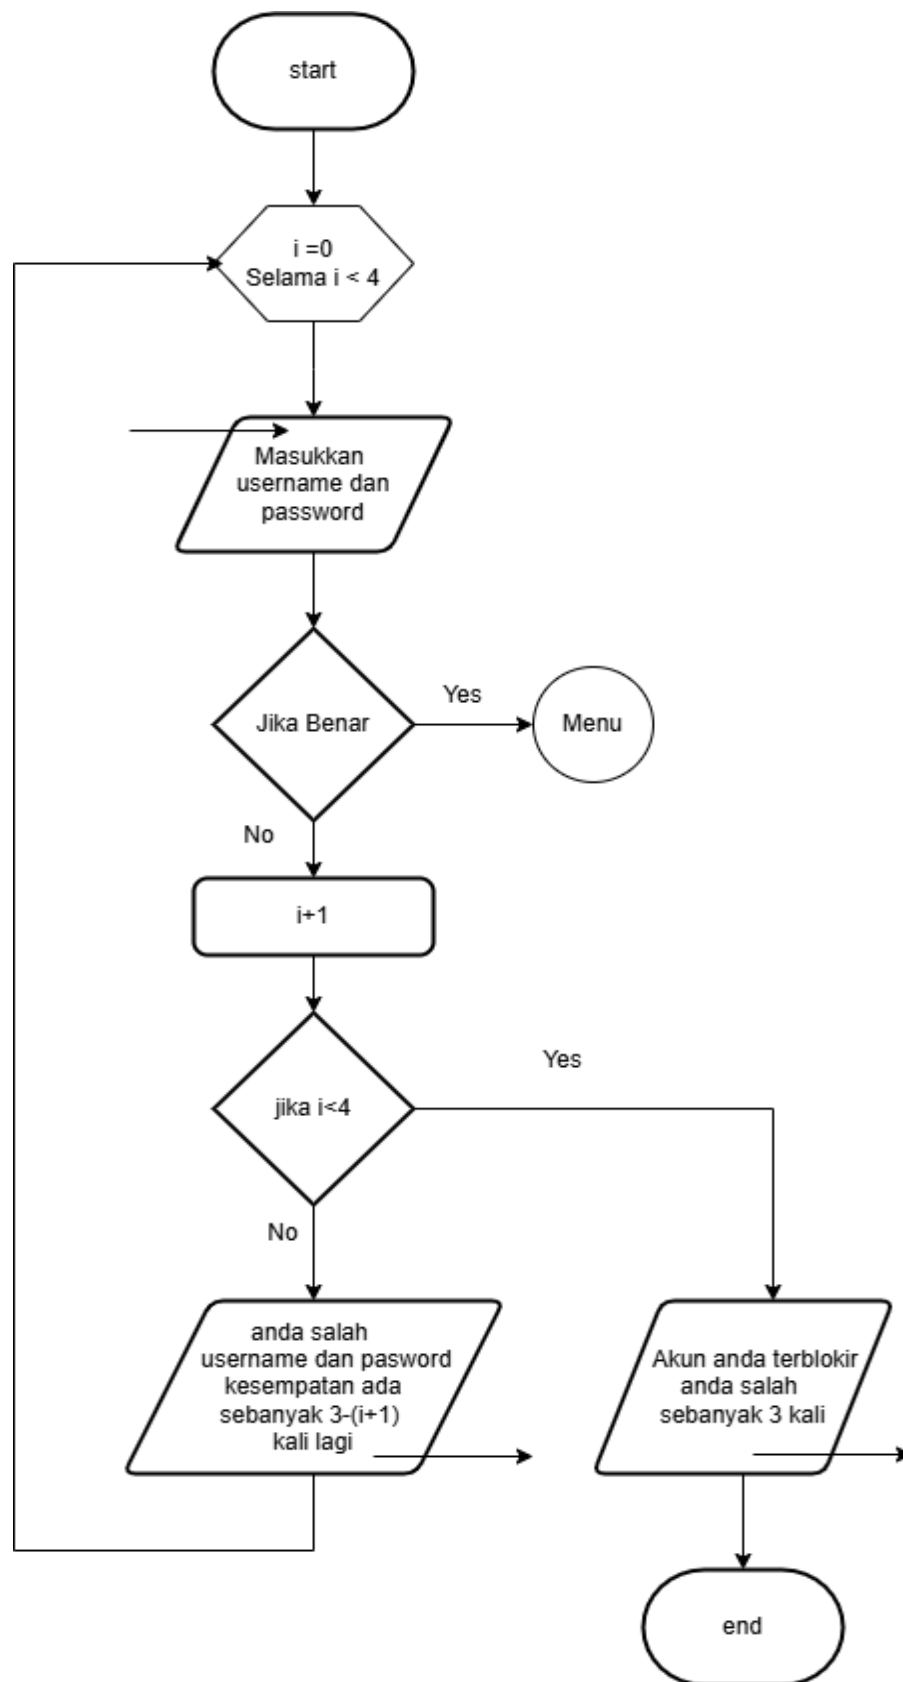 start
i =0
Selama i < 4
Masukkan
username dan
password
Jika Benar
Yes
Menu
No
i+1
jika i<4
Yes
No
anda salah
username dan pasword
kesempatan ada
sebanyak 3-(i+1)
kali lagi
Akun anda terblokir
anda salah
sebanyak 3 kali
end